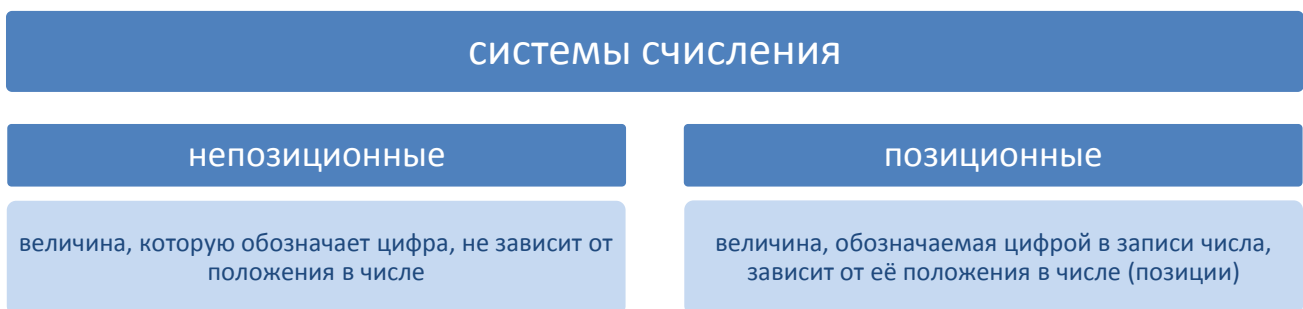 системы счисления
непозиционные
величина, которую обозначает цифра, не зависит от
положения в числе
позиционные
величина, обозначаемая цифрой в записи числа,
зависит от её положения в числе (позиции)